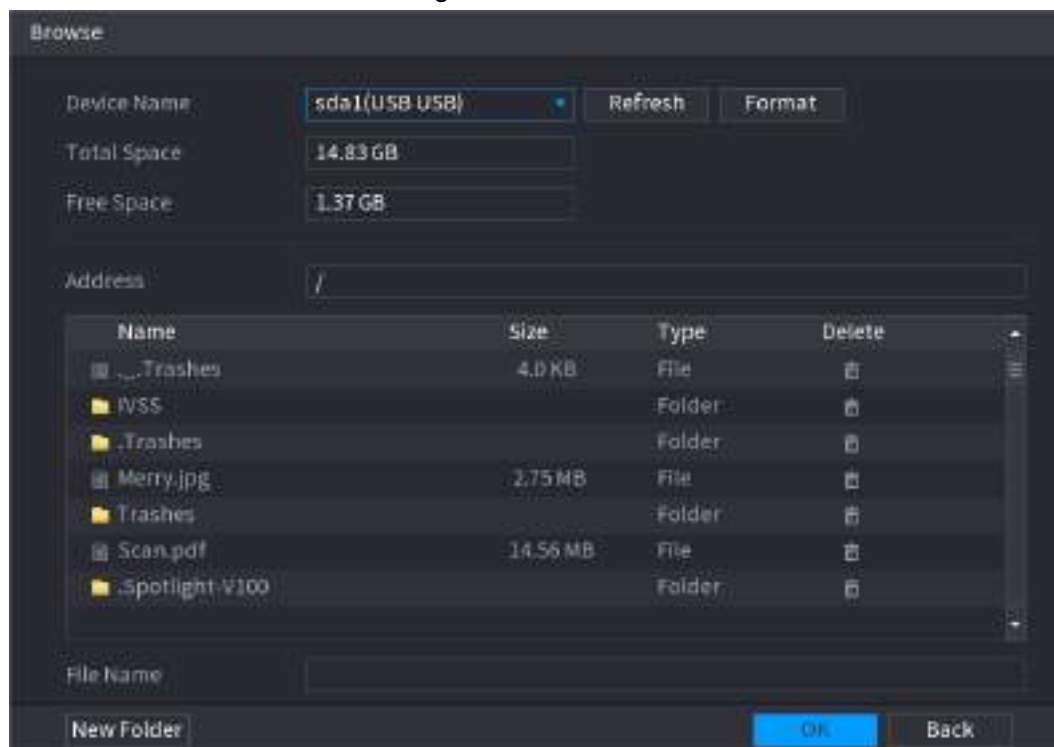 Browse
Device Name sda1(USB USB) Refresh Format
Total Space 14.83 GB
Free Space 1.37 GB
Address /
Name Size Type Delete
._.Trashes 4.0 KB File
IVSS Folder
.Trashes Folder
Merry.jpg 2.75 MB File
Trashes Folder
Scan.pdf 14.56 MB File
.Spotlight-V100 Folder
File Name
New Folder OK Back